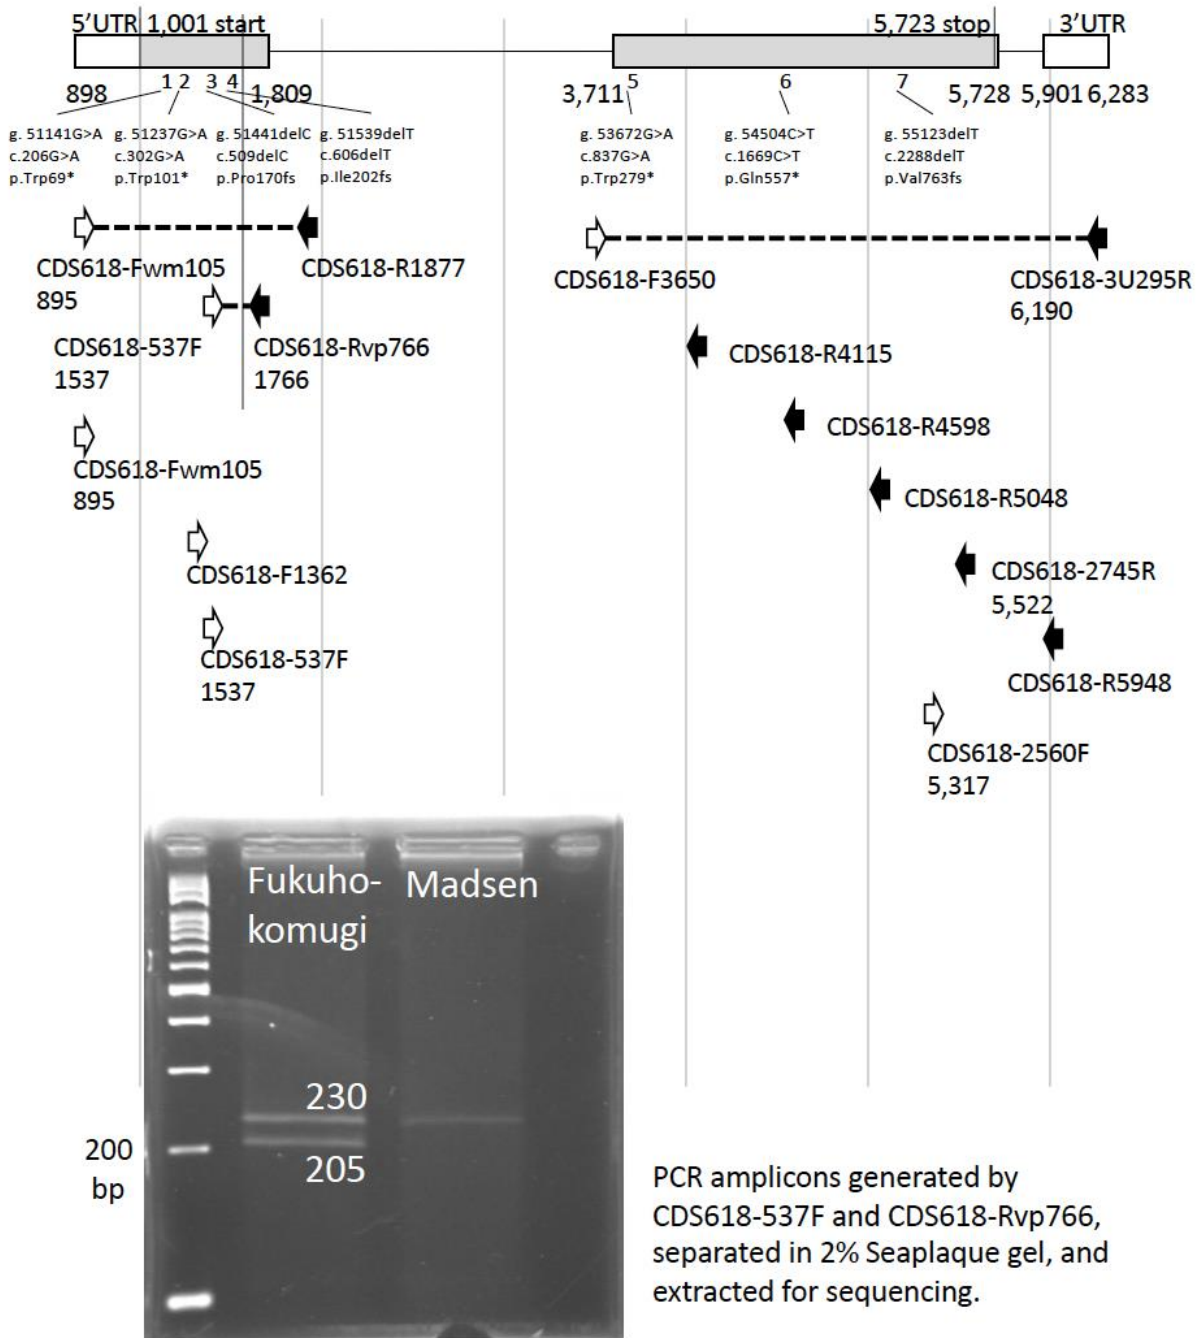 5'UTR 1,001 start 5,723 stop 3'UTR
1 2 3 4 5 6 7
898 1,809 3,711 5,728 5,901 6,283
g. 51141G>A g. 51237G>A g. 51441delC g. 51539delT g. 53672G>A g. 54504C>T g. 55123delT
c.206G>A c.302G>A c.509delC c.606delT c.837G>A c.1669C>T c.2288delT
p.Trp69* p.Trp101* p.Pro170fs p.Ile202fs p.Trp279* p.Gln557* p.Val763fs
CDS618-Fwm105 CDS618-R1877 CDS618-F3650 CDS618-3U295R
895 6,190
CDS618-537F CDS618-Rvp766 CDS618-R4115
1537 1766
CDS618-R4598
CDS618-Fwm105
895
CDS618-R5048
CDS618-F1362 CDS618-2745R
5,522
CDS618-537F
1537
CDS618-R5948
CDS618-2560F
5,317
Fukuho- Madsen
komugi
230
200
bp
205
PCR amplicons generated by
CDS618-537F and CDS618-Rvp766,
separated in 2% Seaplaque gel, and
extracted for sequencing.